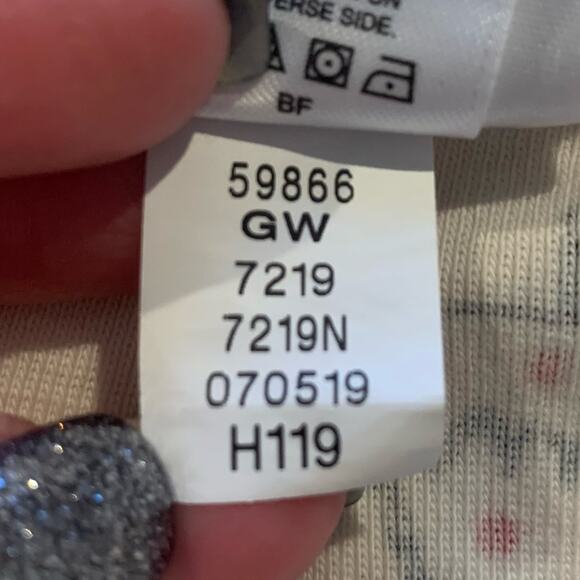 ERSE SIDE.
BF
59866
GW
7219
7219N
070519
H119